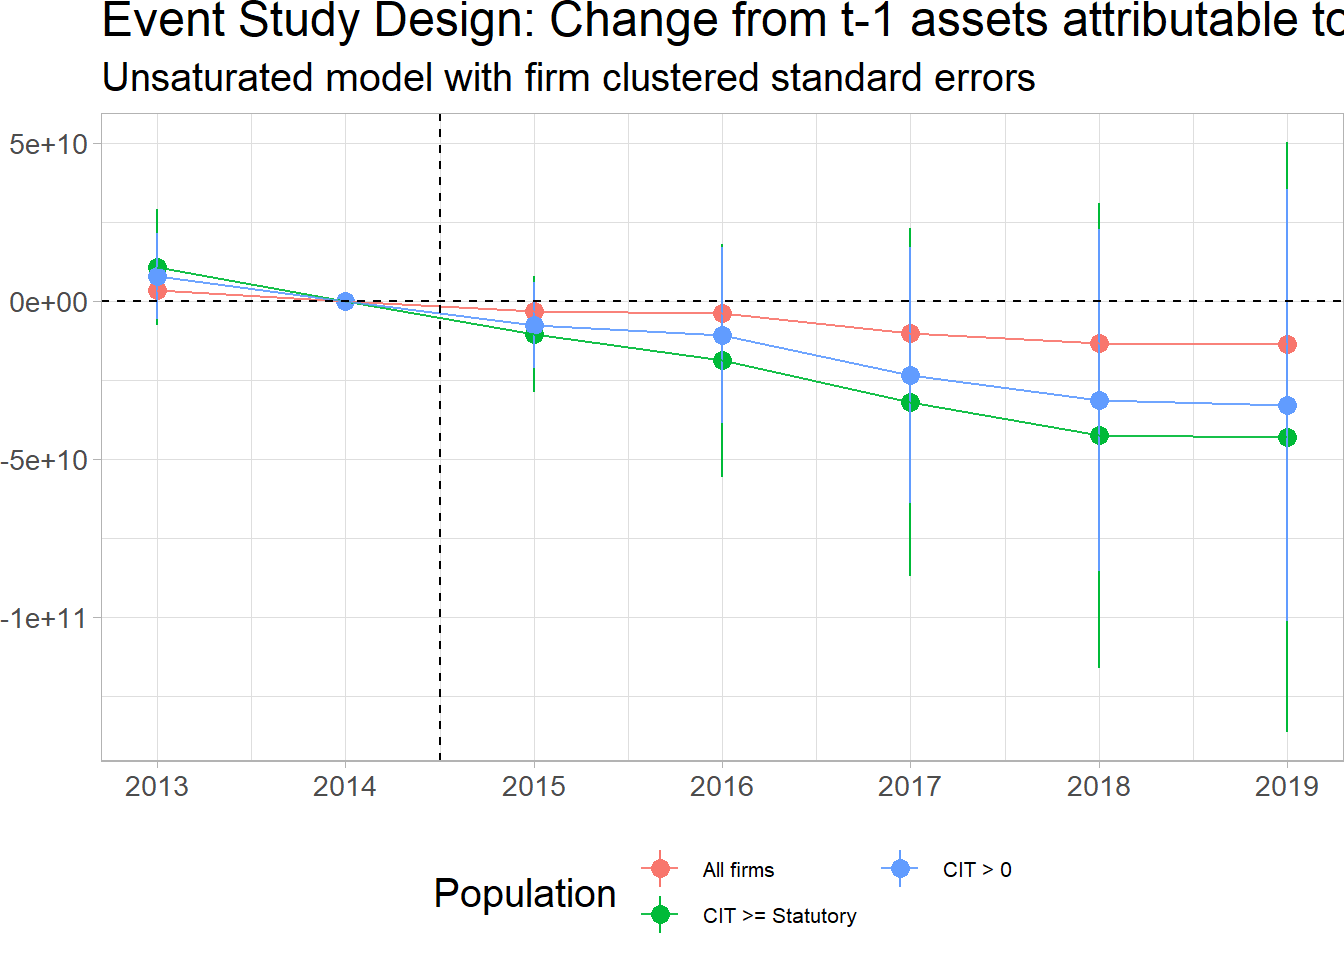 Event Study Design: Change from t-1 assets attributable to
Unsaturated model with firm clustered standard errors
5e+10
0e+00
-5e+10
-1e+11
2013 2014 2015 2016 2017 2018 2019
Population
All firms
CIT > 0
CIT >= Statutory